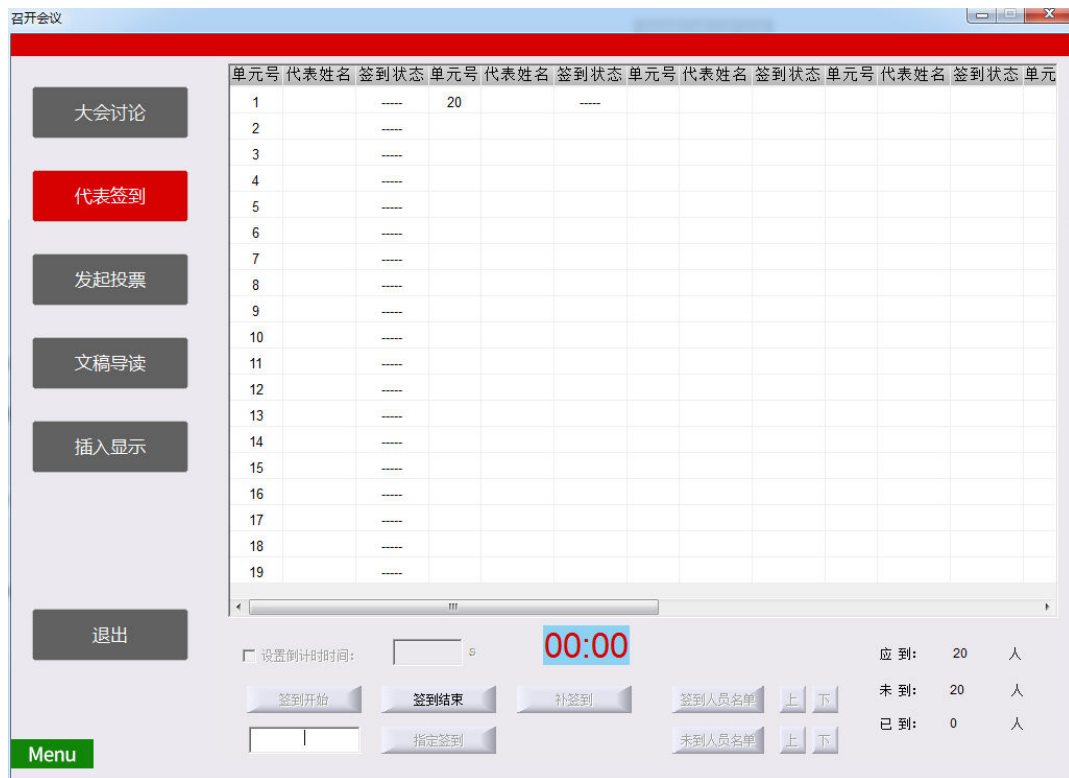 召开会议
单元号 代表姓名 签到状态 单元号 代表姓名 签到状态 单元号 代表姓名 签到状态 单元号 代表姓名 签到状态 单元
1 ----- 20 -----
2 -----
3 -----
4 -----
5 -----
6 -----
7 -----
8 -----
9 -----
10 -----
11 -----
12 -----
13 -----
14 -----
15 -----
16 -----
17 -----
18 -----
19 -----
大会讨论
代表签到
发起投票
文稿导读
插入显示
退出
Menu
设置倒计时时间: s
00:00
签到开始 签到结束 补签到 签到人员名单 上 下
指定签到 未到人员名单 上 下
应 到: 20 人
未 到: 20 人
已 到: 0 人